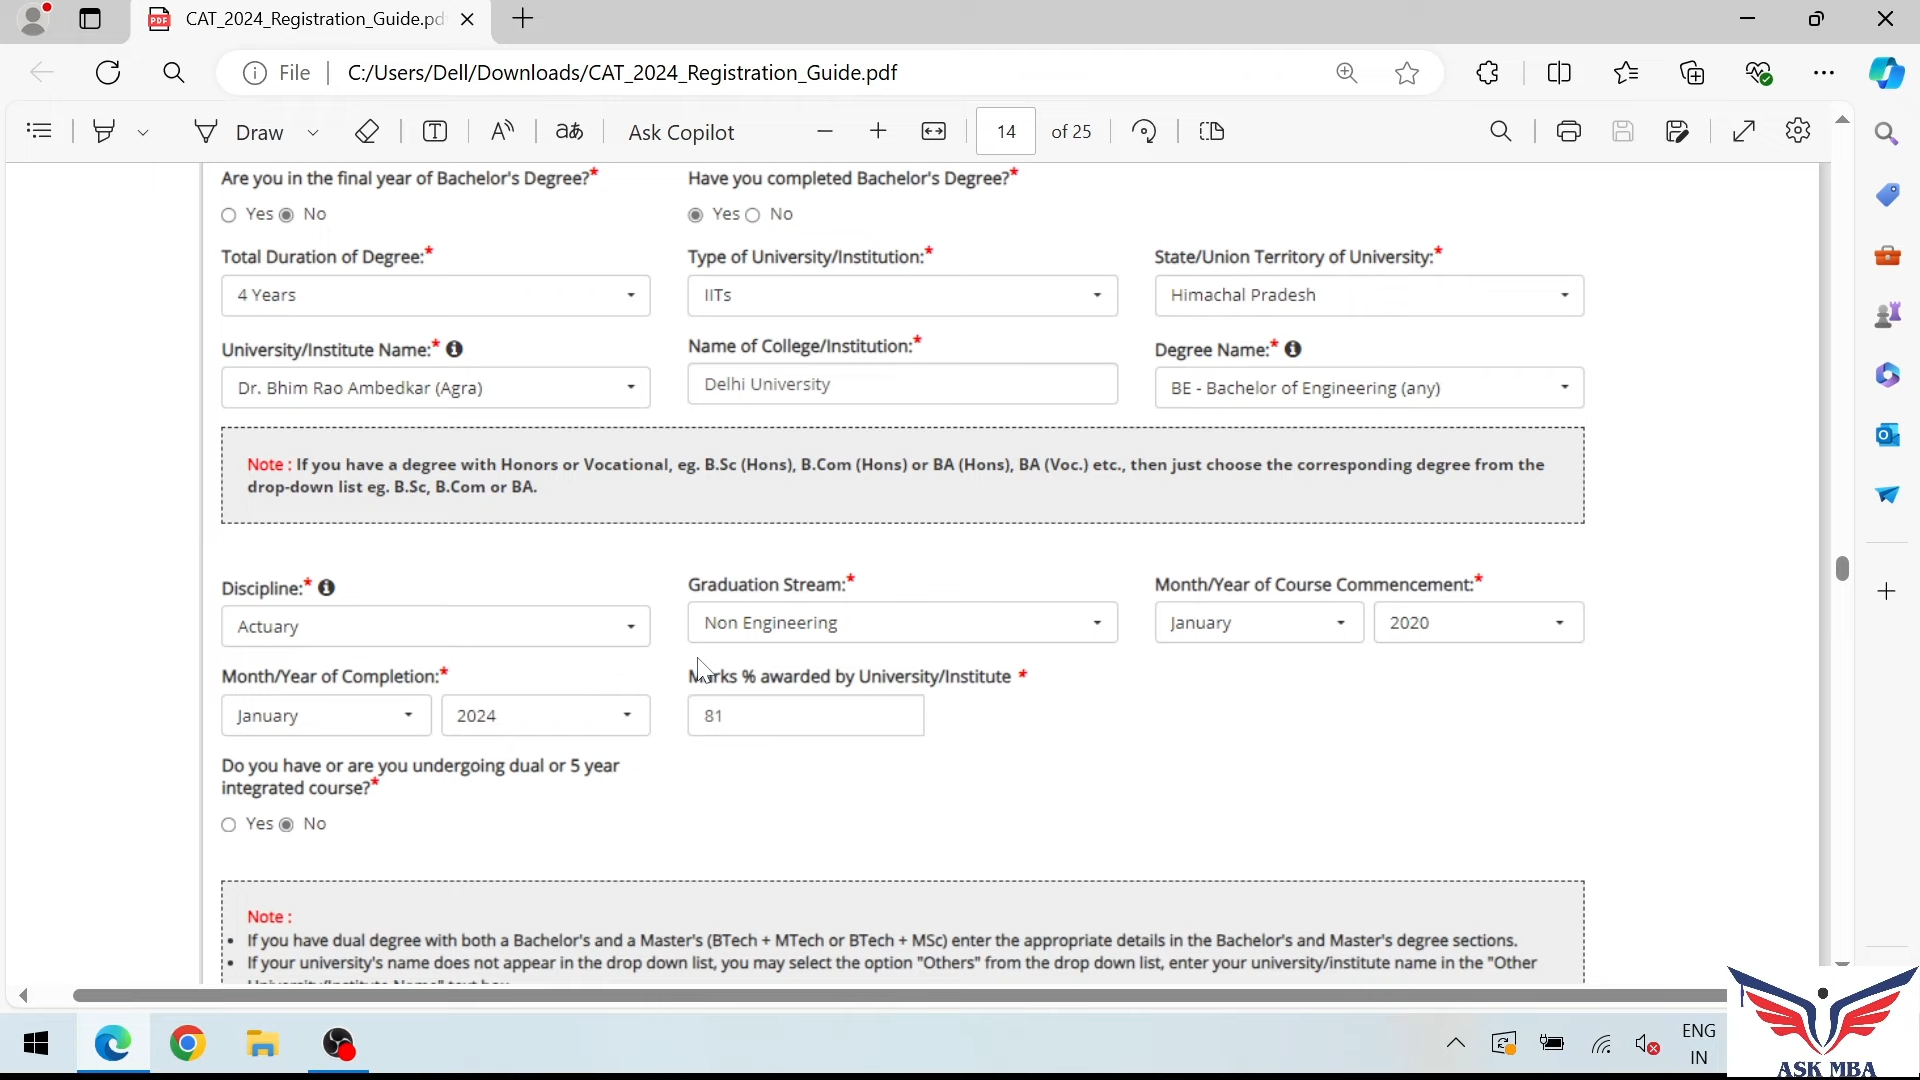 CAT_2024_Registration_Guide.pd
File
C:/Users/Dell/Downloads/CAT_2024_Registration_Guide.pdf
Draw
aあ
Ask Copilot
14 of 25
Are you in the final year of Bachelor's Degree?*
Have you completed Bachelor's Degree?*
Yes No
Yes No
Total Duration of Degree:*
Type of University/Institution:*
State/Union Territory of University:*
4 Years
IITs
Himachal Pradesh
University/Institute Name:*
Name of College/Institution:*
Degree Name:*
Dr. Bhim Rao Ambedkar (Agra)
Delhi University
BE - Bachelor of Engineering (any)
Note : If you have a degree with Honors or Vocational, eg. B.Sc (Hons), B.Com (Hons) or BA (Hons), BA (Voc.) etc., then just choose the corresponding degree from the
drop-down list eg. B.Sc, B.Com or BA.
Discipline:*
Graduation Stream:*
Month/Year of Course Commencement:*
Actuary
Non Engineering
January
2020
Month/Year of Completion:*
Marks % awarded by University/Institute *
January
2024
81
Do you have or are you undergoing dual or 5 year
integrated course?*
Yes No
Note :
• If you have dual degree with both a Bachelor's and a Master's (BTech + MTech or BTech + MSc) enter the appropriate details in the Bachelor's and Master's degree sections.
• If your university's name does not appear in the drop down list, you may select the option "Others" from the drop down list, enter your university/institute name in the "Other
ENG
IN
ASK MBA